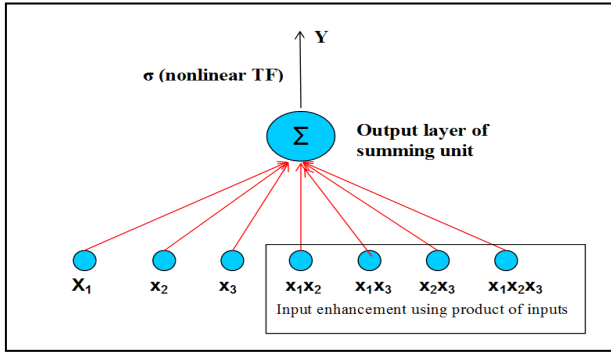 Y
σ (nonlinear TF)
Σ
Output layer of
summing unit
X₁ x₂ x₃ x₁x₂ x₁x₃ x₂x₃ x₁x₂x₃
Input enhancement using product of inputs